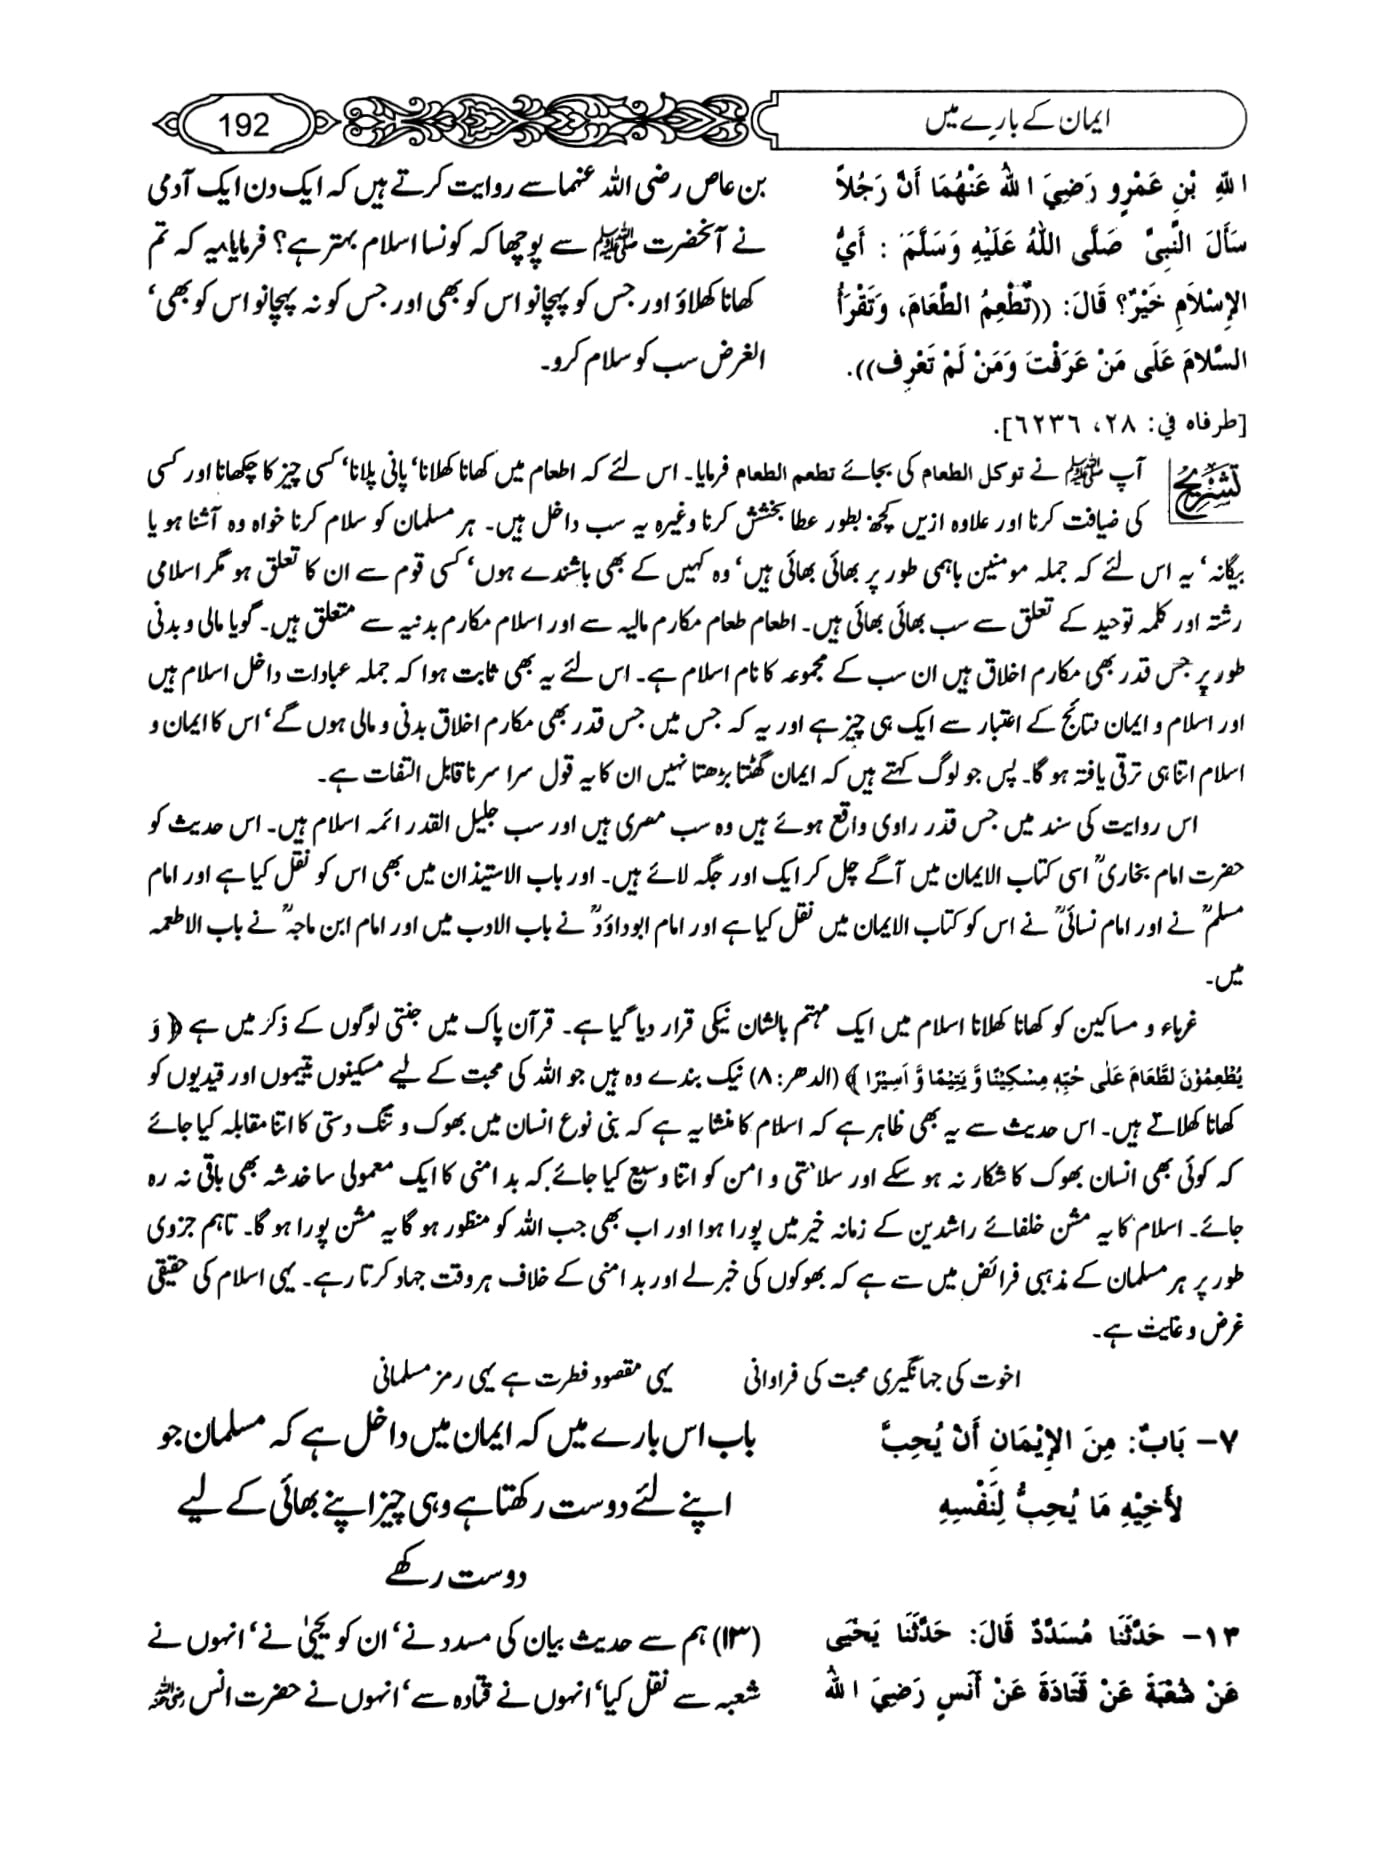 ایمان کے بارے میں
192
اللّٰهِ بْنِ عَمْرٍو رَضِيَ اللهُ عَنْهُمَا أَنَّ رَجُلاً
سَأَلَ النَّبِيَّ صَلَّى اللهُ عَلَيْهِ وَسَلَّمَ : أَيُّ
الإِسْلاَمِ خَيْرٌ؟ قَالَ: ((تُطْعِمُ الطَّعَامَ، وَتَقْرَأُ
السَّلامَ عَلَى مَنْ عَرَفْتَ وَمَنْ لَمْ تَعْرِف)).
[طرفاه في: ٢٨، ٦٢٣٦].
بن عاص رضی اللہ عنہما سے روایت کرتے ہیں کہ ایک دن ایک آدمی
نے آنحضرت ﷺ سے پوچھا کہ کونسا اسلام بہتر ہے؟ فرمایا یہ کہ تم
کھانا کھلاؤ اور جس کو پہچانو اس کو بھی اور جس کو نہ پہچانو اس کو بھی‘
الغرض سب کو سلام کرو۔
تشریح آپ ﷺ نے توکل الطعام کی بجائے تطعم الطعام فرمایا۔ اس لئے کہ اطعام میں کھانا کھلانا‘ پانی پلانا‘ کسی چیز کا چکھانا اور کسی
کی ضیافت کرنا اور علاوہ ازیں کچھ بطور عطا بخشش کرنا وغیرہ یہ سب داخل ہیں۔ ہر مسلمان کو سلام کرنا خواہ وہ آشنا ہو یا
بیگانہ‘ یہ اس لئے کہ جملہ مومنین باہمی طور پر بھائی بھائی ہیں‘ وہ کہیں کے بھی باشندے ہوں‘ کسی قوم سے ان کا تعلق ہو مگر اسلامی
رشتہ اور کلمہ توحید کے تعلق سے سب بھائی بھائی ہیں۔ اطعام طعام مکارم مالیہ سے اور اسلام مکارم بدنیہ سے متعلق ہیں۔ گویا مالی و بدنی
طور پر جس قدر بھی مکارم اخلاق ہیں ان سب کے مجموعہ کا نام اسلام ہے۔ اس لئے یہ بھی ثابت ہوا کہ جملہ عبادات داخل اسلام ہیں
اور اسلام و ایمان نتائج کے اعتبار سے ایک ہی چیز ہے اور یہ کہ جس میں جس قدر بھی مکارم اخلاق بدنی و مالی ہوں گے‘ اس کا ایمان و
اسلام اتنا ہی ترقی یافتہ ہو گا۔ پس جو لوگ کہتے ہیں کہ ایمان گھٹتا بڑھتا نہیں ان کا یہ قول سراسر ناقابل التفات ہے۔
اس روایت کی سند میں جس قدر راوی واقع ہوئے ہیں وہ سب مصری ہیں اور سب جلیل القدر ائمہ اسلام ہیں۔ اس حدیث کو
حضرت امام بخاریؒ اسی کتاب الایمان میں آگے چل کر ایک اور جگہ لائے ہیں۔ اور باب الاستیذان میں بھی اس کو نقل کیا ہے اور امام
مسلمؒ نے اور امام نسائیؒ نے اس کو کتاب الایمان میں نقل کیا ہے اور امام ابوداؤدؒ نے باب الادب میں اور امام ابن ماجہؒ نے باب الاطعمہ
میں۔
غرباء و مساکین کو کھانا کھلانا اسلام میں ایک مہتم بالشان نیکی قرار دیا گیا ہے۔ قرآن پاک میں جنتی لوگوں کے ذکر میں ہے ﴿ وَ
يُطْعِمُوْنَ لطَّعَامَ عَلٰى حُبِّهٖ مِسْكِيْنًا وَّ يَتِيْمًا وَّ اَسِيْرًا ﴾ (الدھر: ۸) نیک بندے وہ ہیں جو اللہ کی محبت کے لیے مسکینوں یتیموں اور قیدیوں کو
کھانا کھلاتے ہیں۔ اس حدیث سے یہ بھی ظاہر ہے کہ اسلام کا منشا یہ ہے کہ بنی نوع انسان میں بھوک و تنگ دستی کا اتنا مقابلہ کیا جائے
کہ کوئی بھی انسان بھوک کا شکار نہ ہو سکے اور سلامتی و امن کو اتنا وسیع کیا جائے کہ بد امنی کا ایک معمولی سا خدشہ بھی باقی نہ رہ
جائے۔ اسلام کا یہ مشن خلفائے راشدین کے زمانہ خیر میں پورا ہوا اور اب بھی جب اللہ کو منظور ہو گا یہ مشن پورا ہو گا۔ تاہم جزوی
طور پر ہر مسلمان کے مذہبی فرائض میں سے ہے کہ بھوکوں کی خبر لے اور بد امنی کے خلاف ہر وقت جہاد کرتا رہے۔ یہی اسلام کی حقیقی
غرض و غایت ہے۔
اخوت کی جہانگیری محبت کی فراوانی یہی مقصود فطرت ہے یہی رمز مسلمانی
٧- بَابٌ: مِنَ الإِيْمَانِ أَنْ يُحِبَّ
لأَخِيْهِ مَا يُحِبُّ لِنَفْسِهِ
باب اس بارے میں کہ ایمان میں داخل ہے کہ مسلمان جو
اپنے لئے دوست رکھتا ہے وہی چیز اپنے بھائی کے لیے
دوست رکھے
١٣- حَدَّثَنَا مُسَدَّدٌ قَالَ: حَدَّثَنَا يَحْيَى
عَنْ شُعْبَةَ عَنْ قَتَادَةَ عَنْ أَنَسٍ رَضِيَ اللهُ
(۱۳) ہم سے حدیث بیان کی مسدد نے‘ ان کو یحیٰی نے‘ انہوں نے
شعبہ سے نقل کیا‘ انہوں نے قتادہ سے‘ انہوں نے حضرت انس رضی اللہ عنہ